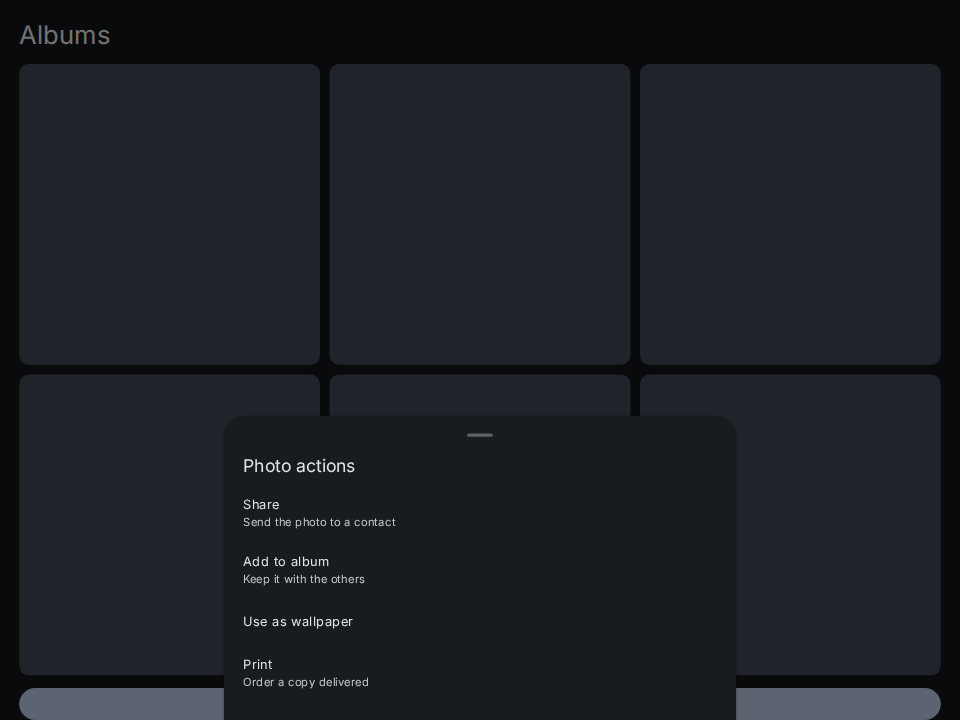 Albums
Photo actions
Share
Send the photo to a contact
Add to album
Keep it with the others
Use as wallpaper
Print
Order a copy delivered